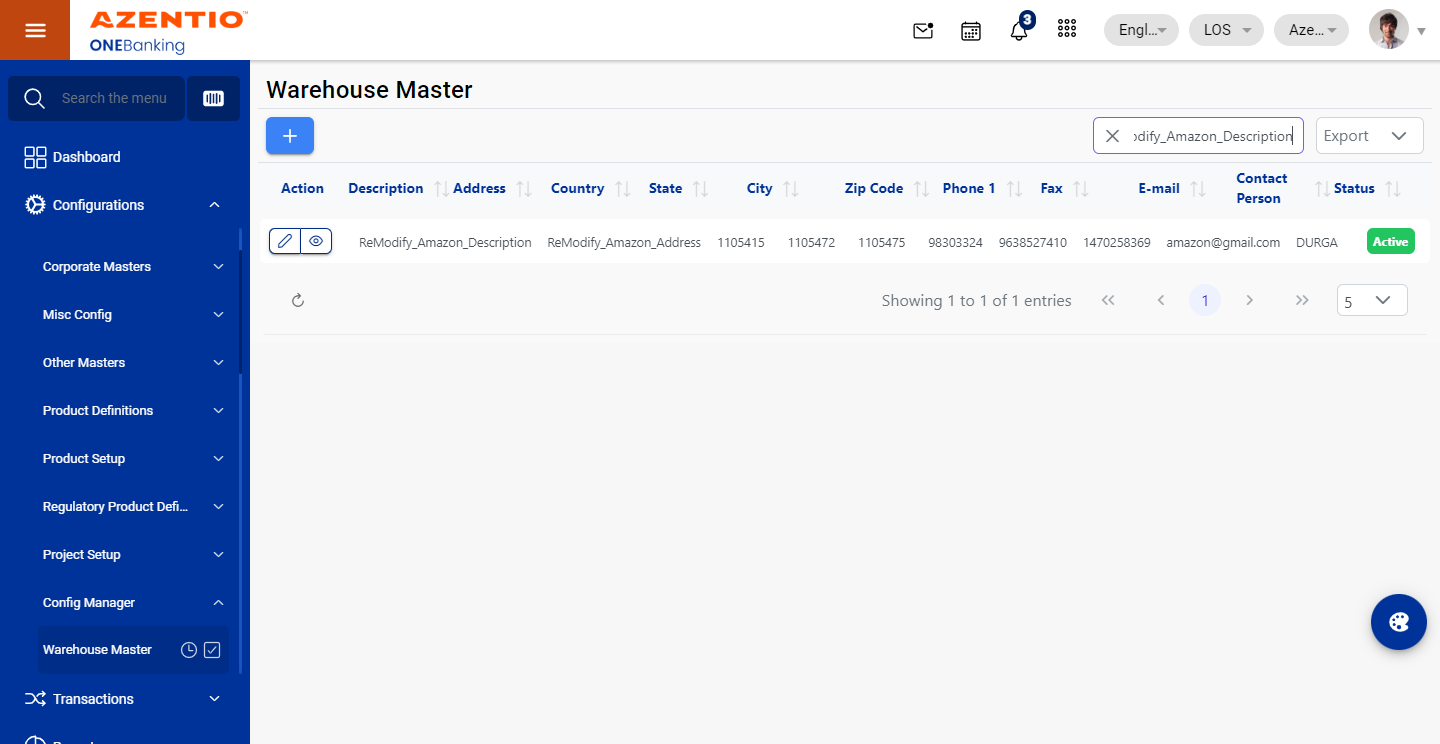 AZENTIO™
ONEBanking
3
Engl...
LOS
Aze...
Search the menu
Dashboard
Configurations
Corporate Masters
Misc Config
Other Masters
Product Definitions
Product Setup
Regulatory Product Defi...
Project Setup
Config Manager
Warehouse Master
Transactions
Warehouse Master
odify_Amazon_Description
Export
Action Description Address Country State City Zip Code Phone 1 Fax E-mail Contact Person Status
ReModify_Amazon_Description ReModify_Amazon_Address 1105415 1105472 1105475 98303324 9638527410 1470258369 amazon@gmail.com DURGA Active
Showing 1 to 1 of 1 entries
1
5